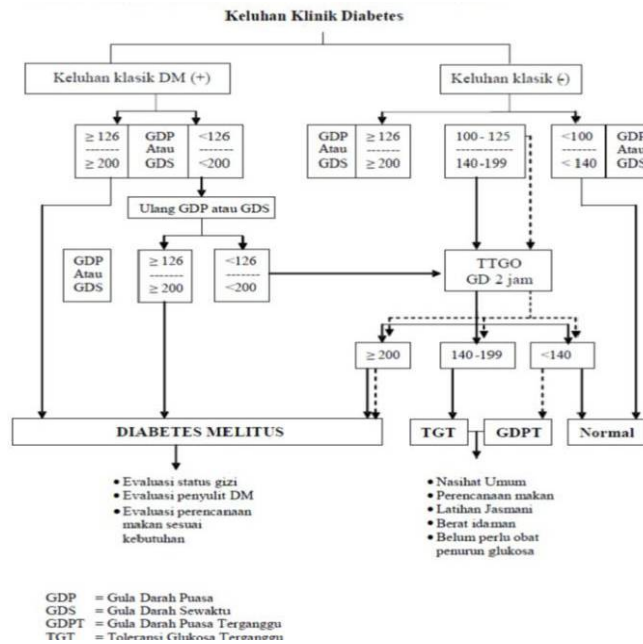 Keluhan Klinik Diabetes
Keluhan klasik DM (+)
Keluhan klasik (-)
≥ 126 GDP <126
------- Atau -------
≥ 200 GDS <200
GDP ≥ 126
Atau -------
GDS ≥ 200
100 - 125
-------
140-199
<100 GDP
------- Atau
< 140 GDS
Ulang GDP atau GDS
GDP
Atau
GDS
≥ 126
-------
≥ 200
<126
-------
<200
TTGO
GD 2 jam
≥ 200
140 -199
<140
DIABETES MELITUS
TGT
GDPT
Normal
• Evaluasi status gizi
• Evaluasi penyulit DM
• Evaluasi perencanaan
makan sesuai
kebutuhan
• Nasihat Umum
• Perencanaan makan
• Latihan Jasmani
• Berat idaman
• Belum perlu obat
penurun glukosa
GDP = Gula Darah Puasa
GDS = Gula Darah Sewaktu
GDPT = Gula Darah Puasa Terganggu
TGT = Toleransi Glukosa Terganggu